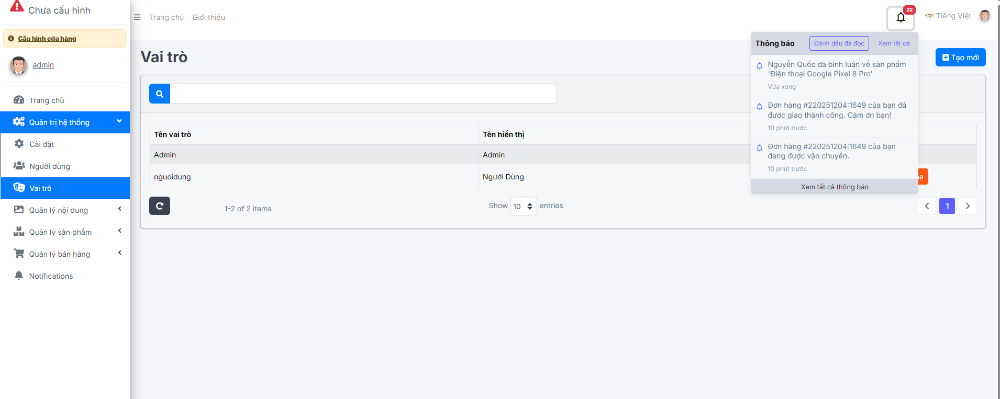 Chưa cấu hình
Cấu hình cửa hàng
admin
Trang chủ
Quản trị hệ thống
Cài đặt
Người dùng
Vai trò
Quản lý nội dung
Quản lý sản phẩm
Quản lý bán hàng
Notifications
Trang chủ Giới thiệu
22
Tiếng Việt
Vai trò
Tạo mới
Thông báo Đánh dấu đã đọc Xem tất cả
Nguyễn Quốc đã bình luận về sản phẩm
'Điện thoại Google Pixel 8 Pro'
Vừa xong
Đơn hàng #220251204:1649 của bạn đã
được giao thành công. Cảm ơn bạn!
10 phút trước
Đơn hàng #220251204:1649 của bạn
đang được vận chuyển.
10 phút trước
Xem tất cả thông báo
Tên vai trò Tên hiển thị
Admin Admin
nguoidung Người Dùng
1-2 of 2 items
Show 10 entries
1